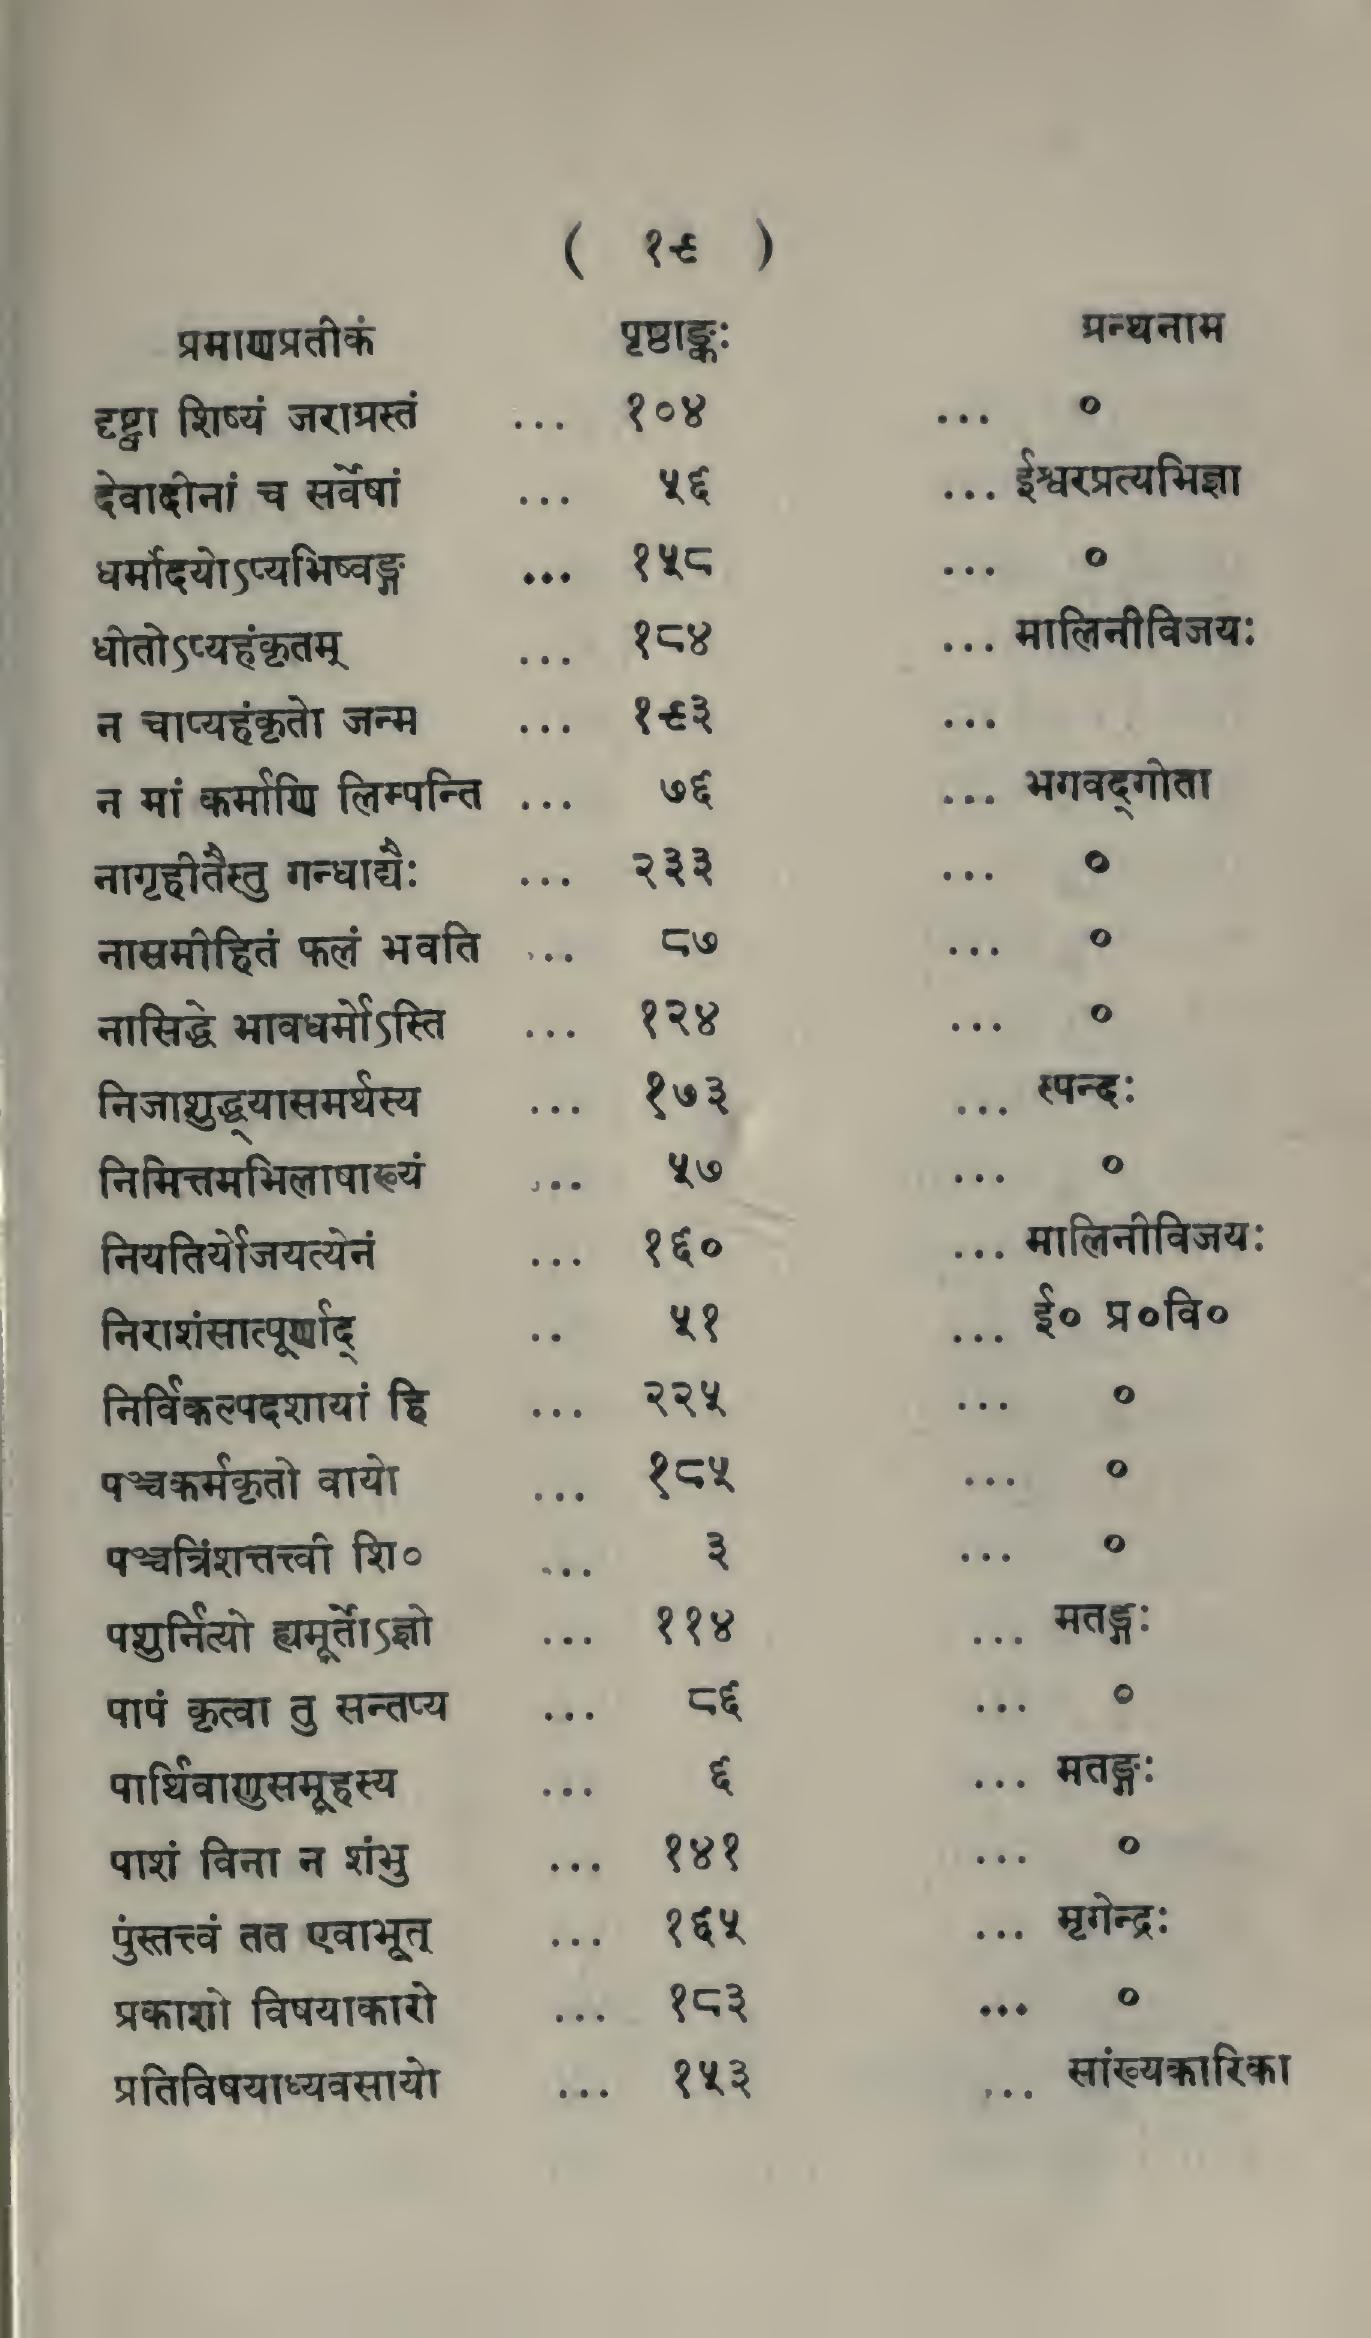 ( १९ )
प्रमाणप्रतीकं पृष्ठाङ्कः ग्रन्थनाम
दृष्ट्वा शिष्यं जराग्रस्तं ... १०४ ... ०
देवादीनां च सर्वेषां ... ५६ ... ईश्वरप्रत्यभिज्ञा
धर्मादयोऽप्यभिष्वङ्ग ... १५८ ... ०
धीतोऽप्यहंकृतम् ... १८४ ... मालिनीविजयः
न चाप्यहंकृतो जन्म ... १९३ ...
न मां कर्माणि लिम्पन्ति ... ७६ ... भगवद्गीता
नागृहीतैस्तु गन्धाद्यैः ... २३३ ... ०
नासमीहितं फलं भवति ... ८७ ... ०
नासिद्धे भावधर्मोऽस्ति ... १२४ ... ०
निजाशुद्ध्यासमर्थस्य ... १७३ ... स्पन्दः
निमित्तमभिलाषाख्यं ... ५७ ... ०
नियतिर्योजयत्येनं ... १६० ... मालिनीविजयः
निराशंसात्पूर्णाद् .. ५१ ... ई० प्र०वि०
निर्विकल्पदशायां हि ... २२५ ... ०
पञ्चकर्मकृतो वायो ... १८५ ... ०
पञ्चत्रिंशत्तत्त्वी शि० ... ३ ... ०
पशुर्नित्यो ह्यमूर्तोऽज्ञो ... ११४ ... मतङ्गः
पापं कृत्वा तु सन्तप्य ... ८६ ... ०
पार्थिवाणुसमूहस्य ... ६ ... मतङ्गः
पाशं विना न शंभु ... १४१ ... ०
पुंस्तत्त्वं तत एवाभूत् ... १६५ ... मृगेन्द्रः
प्रकाशो विषयाकारो ... १८३ ... ०
प्रतिविषयाध्यवसायो ... १५३ ... सांख्यकारिका